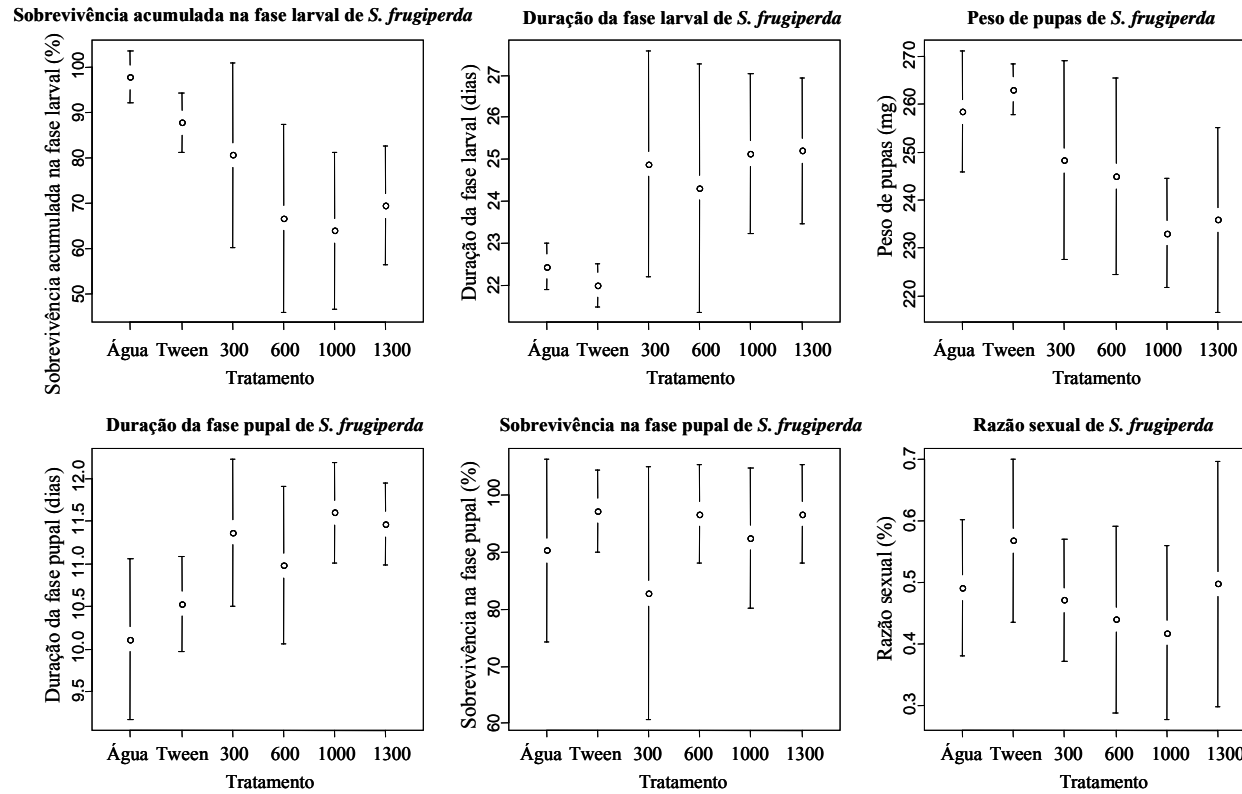 Sobrevivência acumulada na fase larval de S. frugiperda
Sobrevivência acumulada na fase larval (%)
100
90
80
70
60
50
Água Tween 300 600 1000 1300
Tratamento
Duração da fase larval de S. frugiperda
Duração da fase larval (dias)
27
26
25
24
23
22
Água Tween 300 600 1000 1300
Tratamento
Peso de pupas de S. frugiperda
Peso de pupas (mg)
270
260
250
240
230
220
Água Tween 300 600 1000 1300
Tratamento
Duração da fase pupal de S. frugiperda
Duração da fase pupal (dias)
12.0
11.5
11.0
10.5
10.0
9.5
Água Tween 300 600 1000 1300
Tratamento
Sobrevivência na fase pupal de S. frugiperda
Sobrevivência na fase pupal (%)
100
90
80
70
60
Água Tween 300 600 1000 1300
Tratamento
Razão sexual de S. frugiperda
Razão sexual (%)
0.7
0.6
0.5
0.4
0.3
Água Tween 300 600 1000 1300
Tratamento